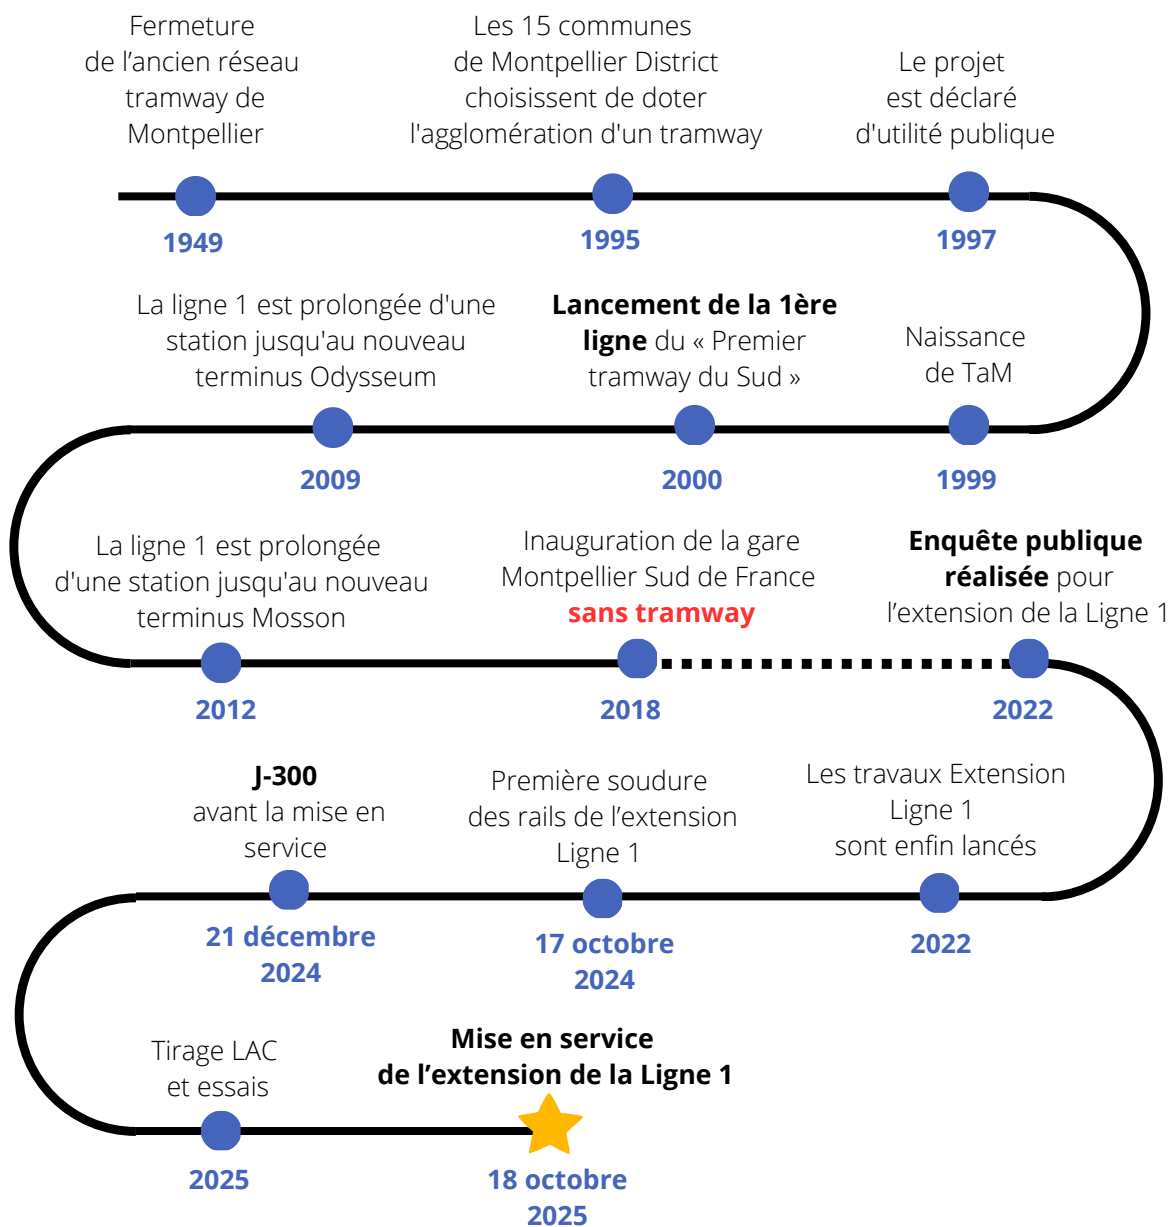 Fermeture
de l’ancien réseau
tramway de
Montpellier
1949
Les 15 communes
de Montpellier District
choisissent de doter
l'agglomération d'un tramway
1995
Le projet
est déclaré
d'utilité publique
1997
Naissance
de TaM
1999
Lancement de la 1ère
ligne du « Premier
tramway du Sud »
2000
La ligne 1 est prolongée d'une
station jusqu'au nouveau
terminus Odysseum
2009
La ligne 1 est prolongée
d'une station jusqu'au nouveau
terminus Mosson
2012
Inauguration de la gare
Montpellier Sud de France
sans tramway
2018
Enquête publique
réalisée pour
l’extension de la Ligne 1
2022
Les travaux Extension
Ligne 1
sont enfin lancés
2022
Première soudure
des rails de l’extension
Ligne 1
17 octobre
2024
J-300
avant la mise en
service
21 décembre
2024
Tirage LAC
et essais
2025
Mise en service
de l’extension de la Ligne 1
18 octobre
2025